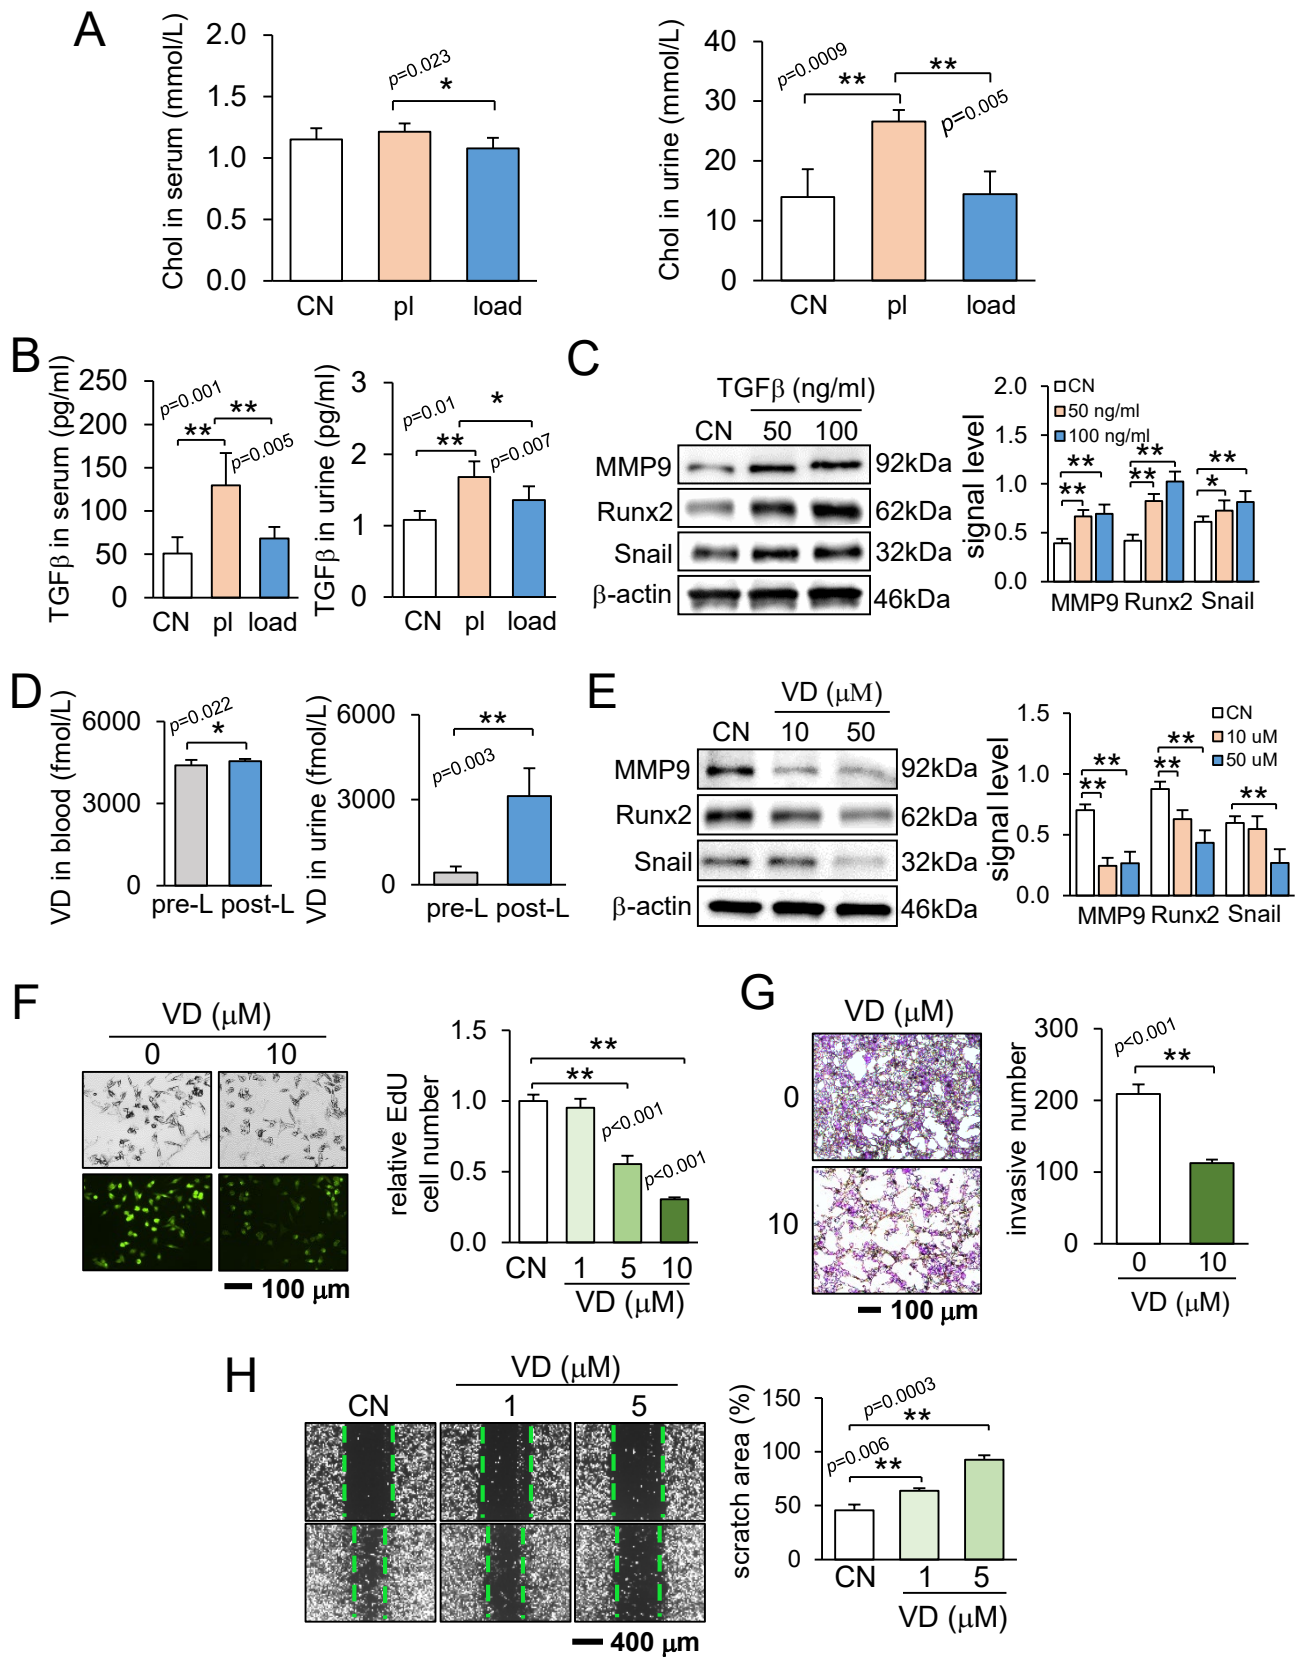 A
Chol in serum (mmol/L)
2.0
1.5
1.0
0.5
0.0
p=0.023
*
CN pl load
Chol in urine (mmol/L)
40
30
20
10
0
p=0.0009
**
**
p=0.005
CN pl load
B
TGFβ in serum (pg/ml)
250
200
150
100
50
0
p=0.001
**
**
p=0.005
CN pl load
TGFβ in urine (pg/ml)
3
2
1
0
p=0.01
*
**
p=0.007
CN pl load
C
TGFβ (ng/ml)
CN 50 100
MMP9 92kDa
Runx2 62kDa
Snail 32kDa
β-actin 46kDa
signal level
2.0
1.5
1.0
0.5
0.0
CN
50 ng/ml
100 ng/ml
** ** **
** ** *
MMP9 Runx2 Snail
D
VD in blood (fmol/L)
6000
3000
0
p=0.022
*
pre-L post-L
VD in urine (fmol/L)
6000
3000
0
**
p=0.003
pre-L post-L
E
VD (μM)
CN 10 50
MMP9 92kDa
Runx2 62kDa
Snail 32kDa
β-actin 46kDa
signal level
1.5
1.0
0.5
0.0
CN
10 uM
50 uM
** ** **
** **
MMP9 Runx2 Snail
F
VD (μM)
0 10
100 μm
relative EdU
cell number
1.5
1.0
0.5
0.0
**
**
p<0.001
p<0.001
CN 1 5 10
VD (μM)
G
VD (μM)
0
10
100 μm
invasive number
300
200
100
0
p<0.001
**
0 10
VD (μM)
H
VD (μM)
CN 1 5
400 μm
scratch area (%)
150
100
50
0
p=0.0003
**
p=0.006
**
CN 1 5
VD (μM)